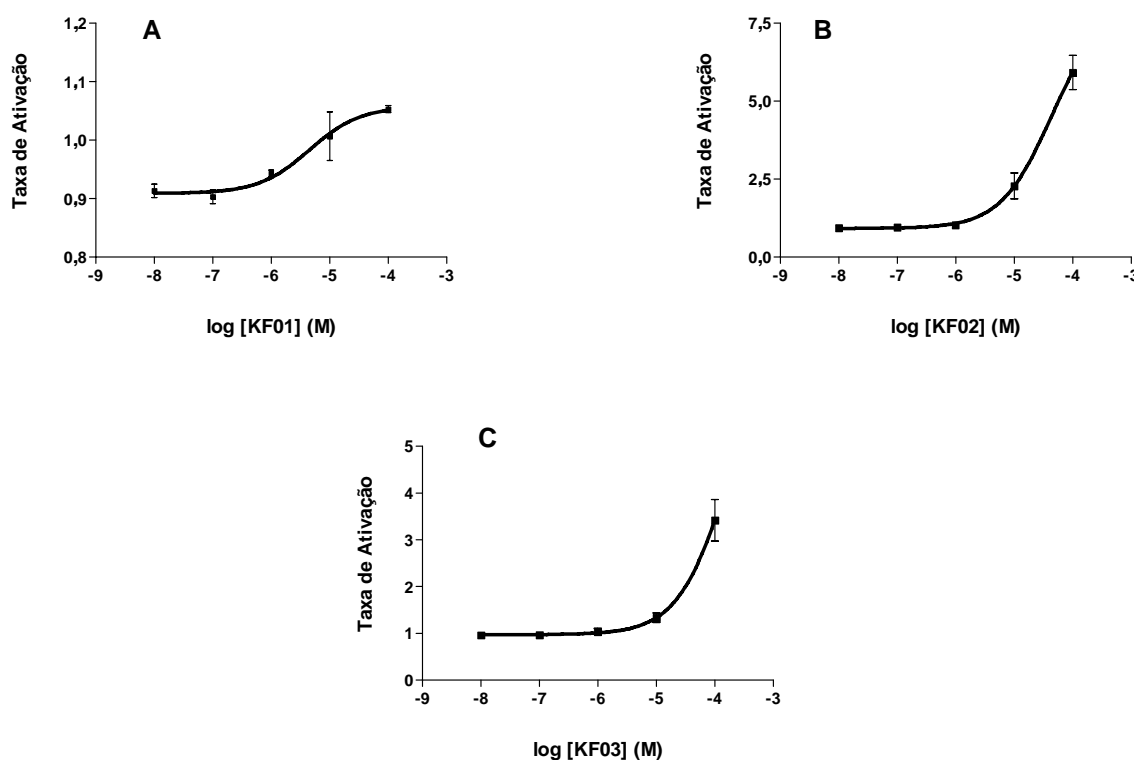 A
1,2
1,1
1,0
0,9
0,8
Taxa de Ativação
-9 -8 -7 -6 -5 -4 -3
log [KF01] (M)
B
7,5
5,0
2,5
0,0
Taxa de Ativação
-9 -8 -7 -6 -5 -4 -3
log [KF02] (M)
C
5
4
3
2
1
0
Taxa de Ativação
-9 -8 -7 -6 -5 -4 -3
log [KF03] (M)